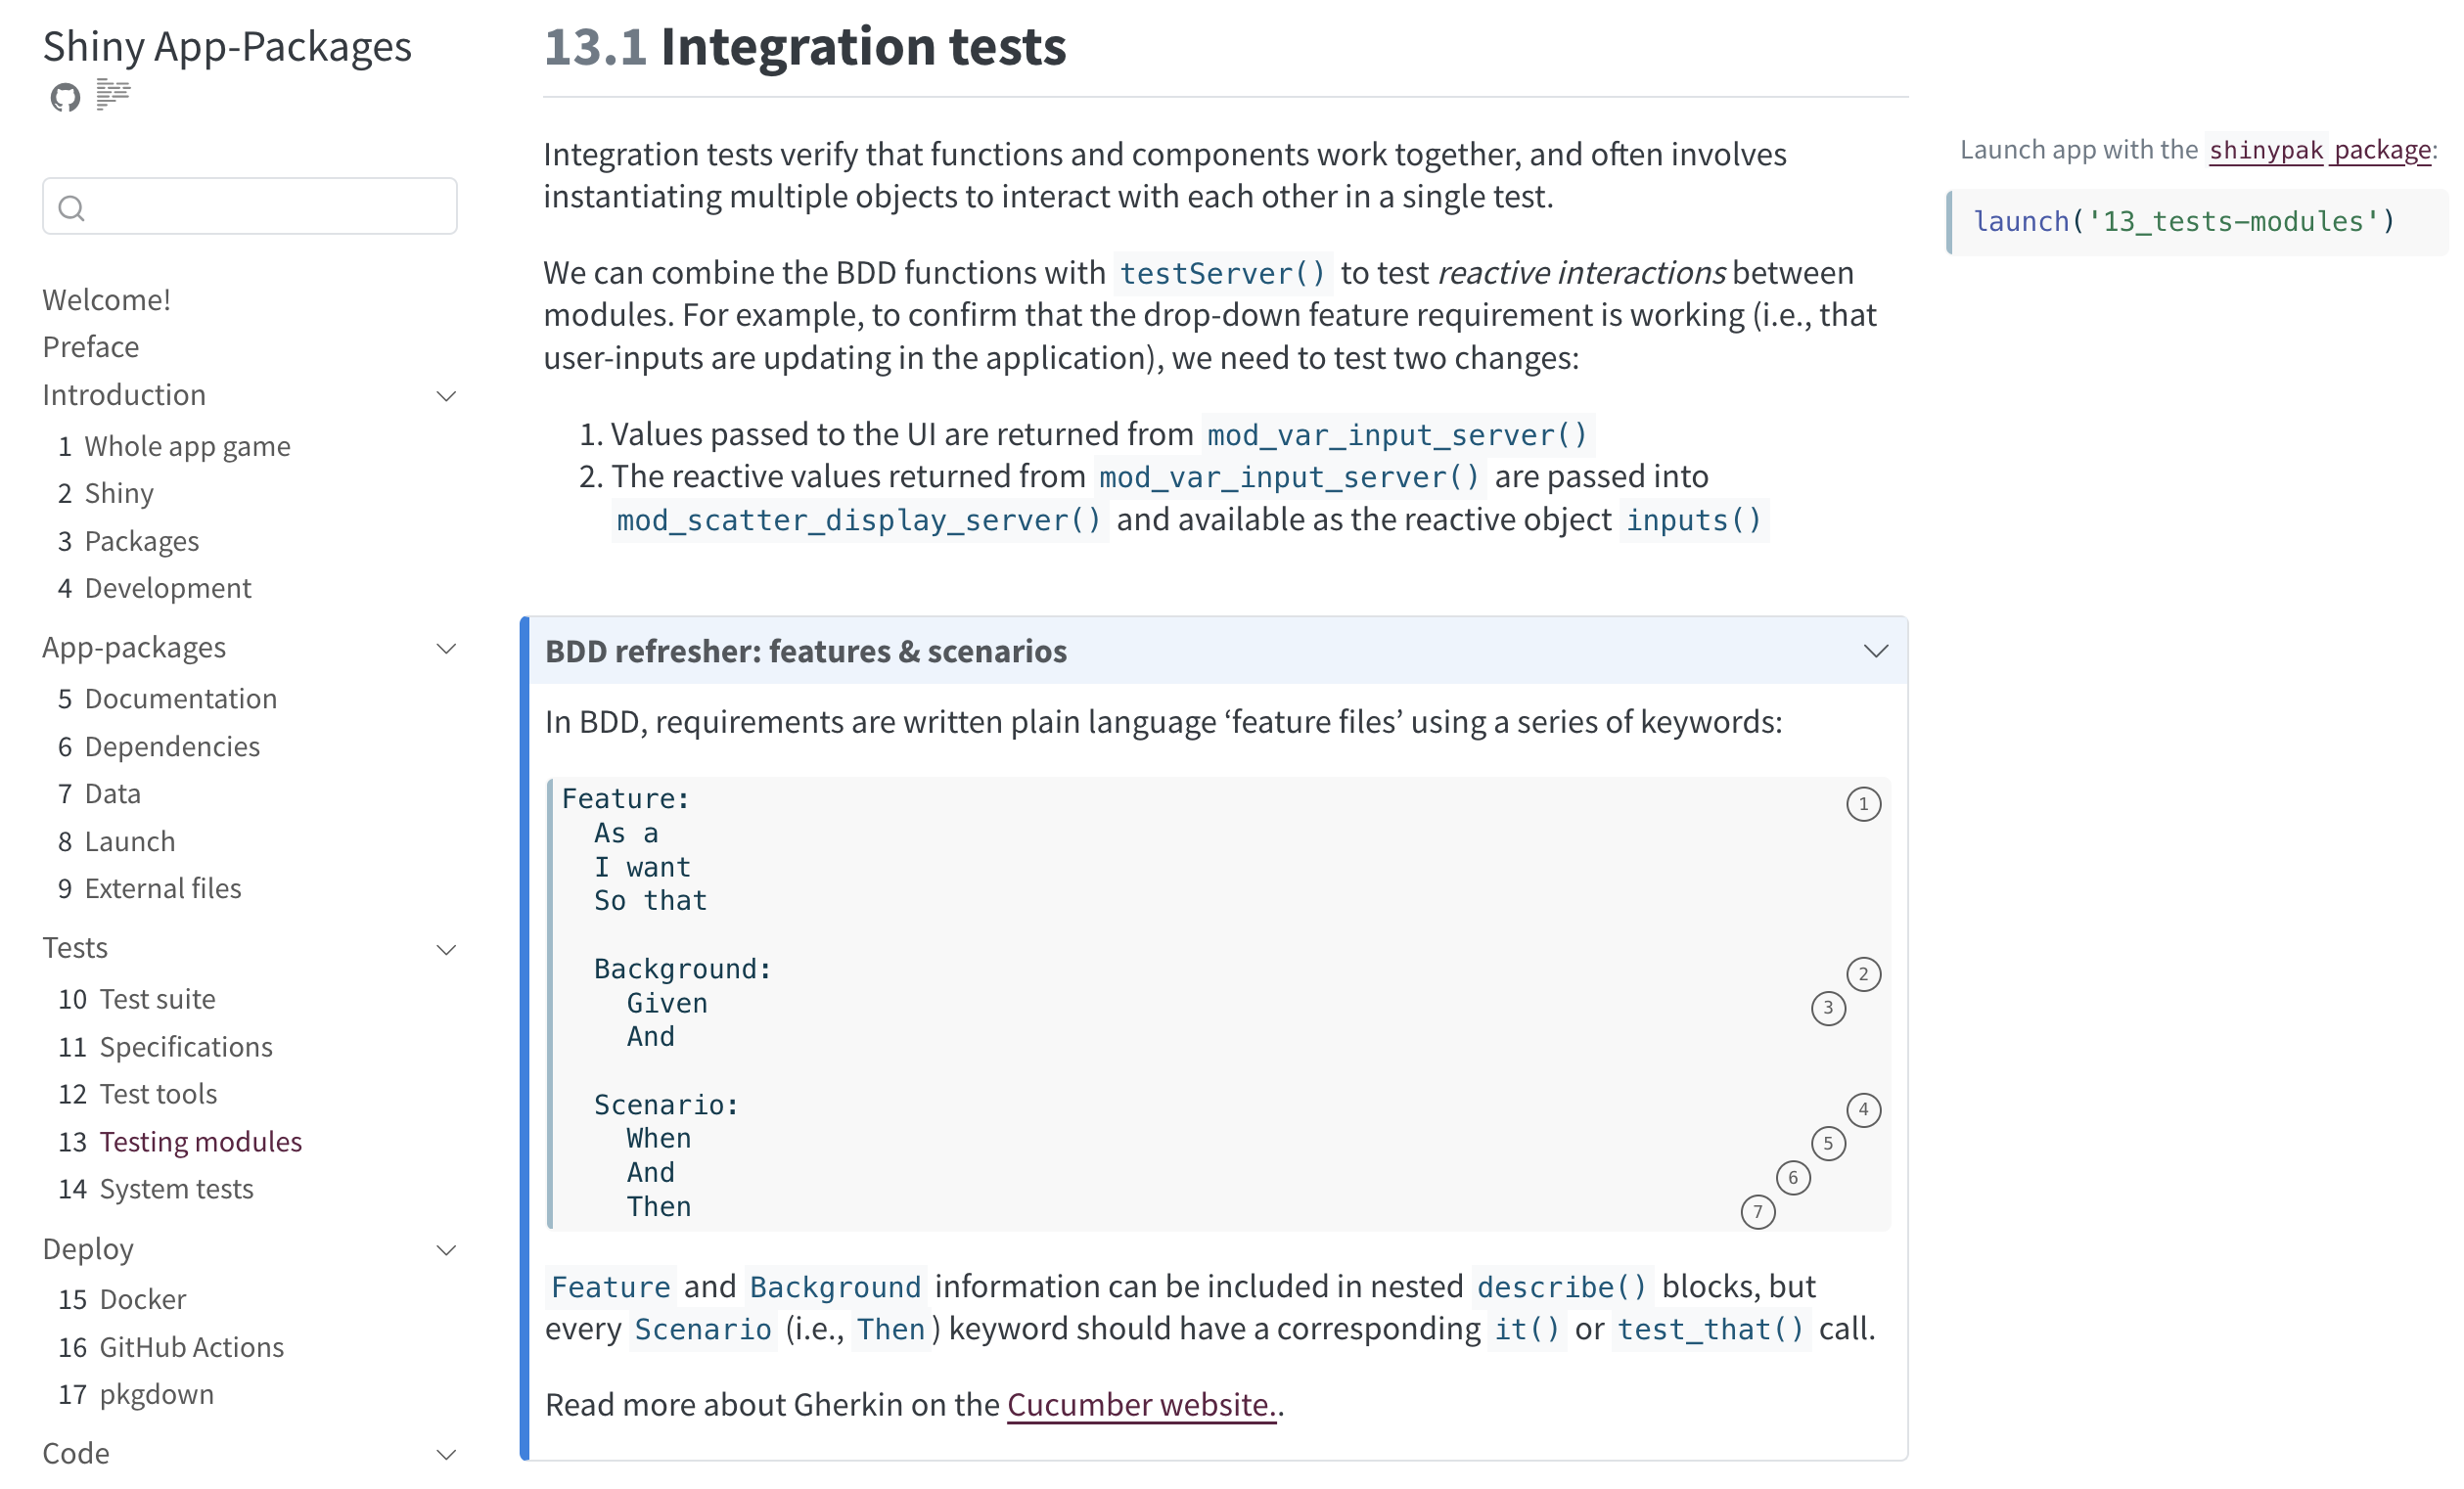 Shiny App-Packages
Welcome!
Preface
Introduction
1 Whole app game
2 Shiny
3 Packages
4 Development
App-packages
5 Documentation
6 Dependencies
7 Data
8 Launch
9 External files
Tests
10 Test suite
11 Specifications
12 Test tools
13 Testing modules
14 System tests
Deploy
15 Docker
16 GitHub Actions
17 pkgdown
Code
13.1 Integration tests
Integration tests verify that functions and components work together, and often involves
instantiating multiple objects to interact with each other in a single test.
We can combine the BDD functions with testServer() to test reactive interactions between
modules. For example, to confirm that the drop-down feature requirement is working (i.e., that
user-inputs are updating in the application), we need to test two changes:
1. Values passed to the UI are returned from mod_var_input_server()
2. The reactive values returned from mod_var_input_server() are passed into
mod_scatter_display_server() and available as the reactive object inputs()
BDD refresher: features & scenarios
In BDD, requirements are written plain language ‘feature files’ using a series of keywords:
Feature: 1
As a
I want
So that
Background: 2
Given 3
And
Scenario: 4
When 5
And 6
Then 7
Feature and Background information can be included in nested describe() blocks, but
every Scenario (i.e., Then) keyword should have a corresponding it() or test_that() call.
Read more about Gherkin on the Cucumber website..
Launch app with the shinypak package:
launch('13_tests-modules')